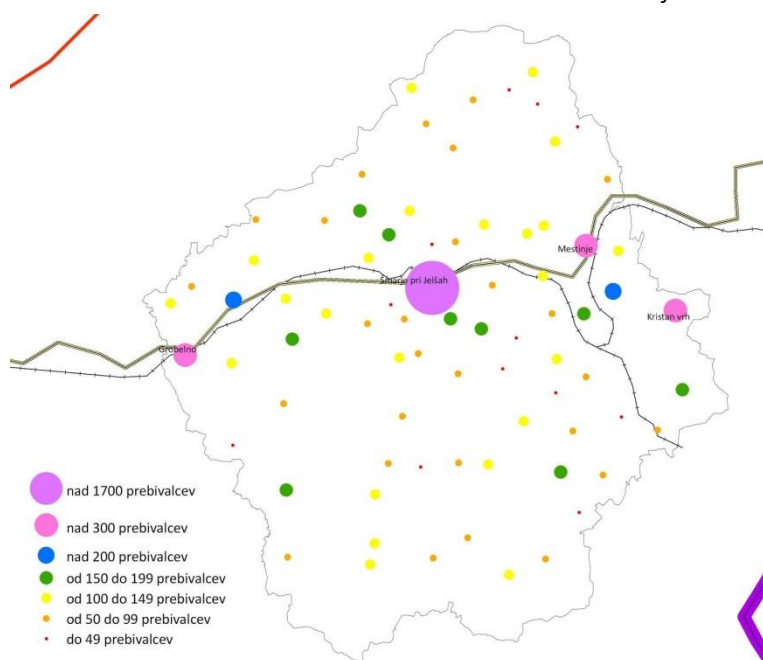 Mestinje
Šmarje pri Jelšah
Kristan vrh
Grobelno
nad 1700 prebivalcev
nad 300 prebivalcev
nad 200 prebivalcev
od 150 do 199 prebivalcev
od 100 do 149 prebivalcev
od 50 do 99 prebivalcev
do 49 prebivalcev